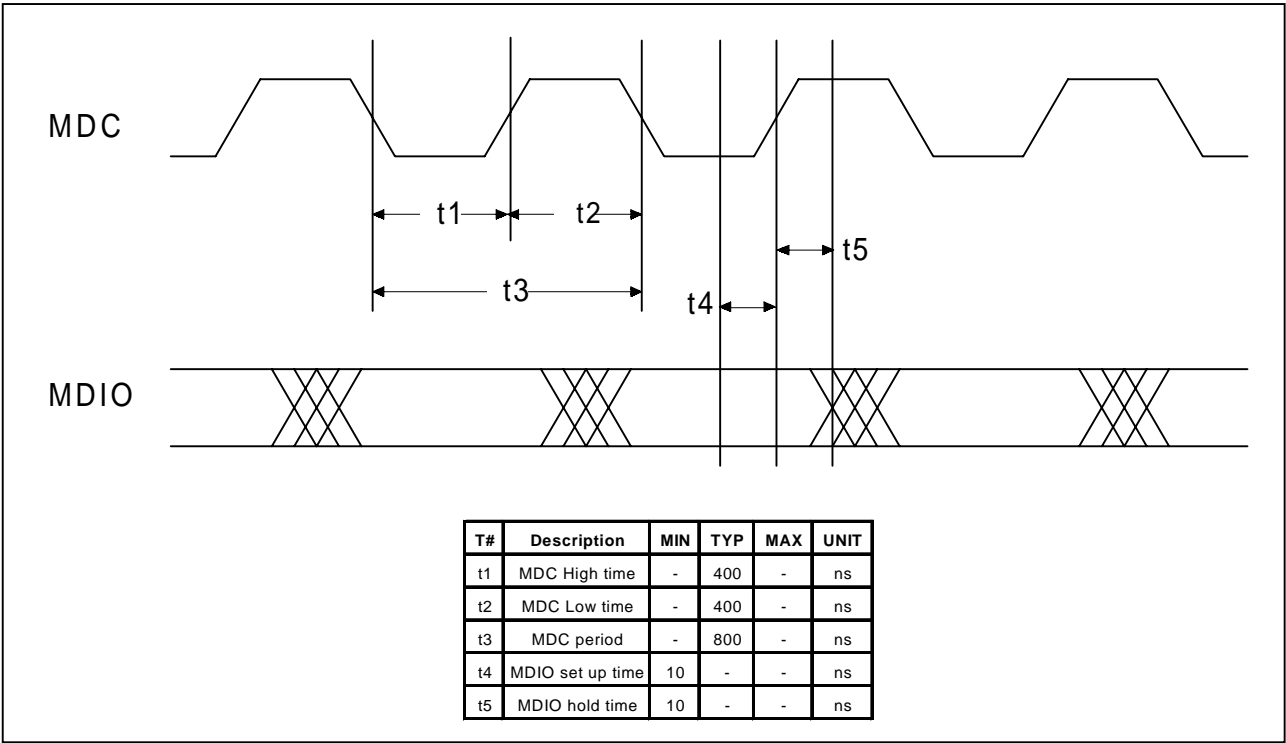 MDC
t1 t2
t5
t3
t4
MDIO
T# Description MIN TYP MAX UNIT
t1 MDC High time - 400 - ns
t2 MDC Low time - 400 - ns
t3 MDC period - 800 - ns
t4 MDIO set up time 10 - - ns
t5 MDIO hold time 10 - - ns